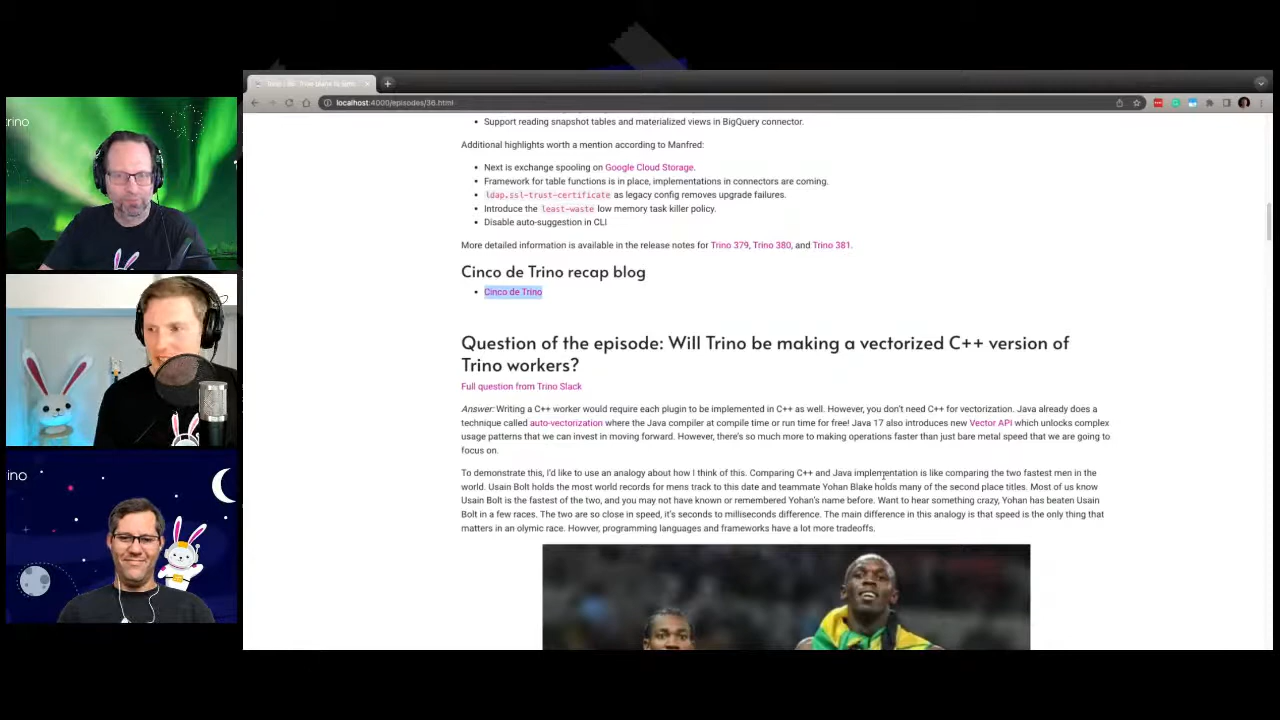 rino
localhost:4000/episodes/36.html
Support reading snapshot tables and materialized views in BigQuery connector.
Additional highlights worth a mention according to Manfred:
Next is exchange spooling on Google Cloud Storage.
Framework for table functions is in place, implementations in connectors are coming.
ldap.ssl-trust-certificate as legacy config removes upgrade failures.
Introduce the least-waste low memory task killer policy.
Disable auto-suggestion in CLI
More detailed information is available in the release notes for Trino 379, Trino 380, and Trino 381.
Cinco de Trino recap blog
Cinco de Trino
Question of the episode: Will Trino be making a vectorized C++ version of
Trino workers?
Full question from Trino Slack
Answer: Writing a C++ worker would require each plugin to be implemented in C++ as well. However, you don't need C++ for vectorization. Java already does a
technique called auto-vectorization where the Java compiler at compile time or run time for free! Java 17 also introduces new Vector API which unlocks complex
usage patterns that we can invest in moving forward. However, there's so much more to making operations faster than just bare metal speed that we are going to
focus on.
To demonstrate this, I'd like to use an analogy about how I think of this. Comparing C++ and Java implementation is like comparing the two fastest men in the
world. Usain Bolt holds the most world records for mens track to this date and teammate Yohan Blake holds many of the second place titles. Most of us know
Usain Bolt is the fastest of the two, and you may not have known or remembered Yohan's name before. Want to hear something crazy, Yohan has beaten Usain
Bolt in a few races. The two are so close in speed, it's seconds to milliseconds difference. The main difference in this analogy is that speed is the only thing that
matters in an olymic race. Howver, programming languages and frameworks have a lot more tradeoffs.
ino